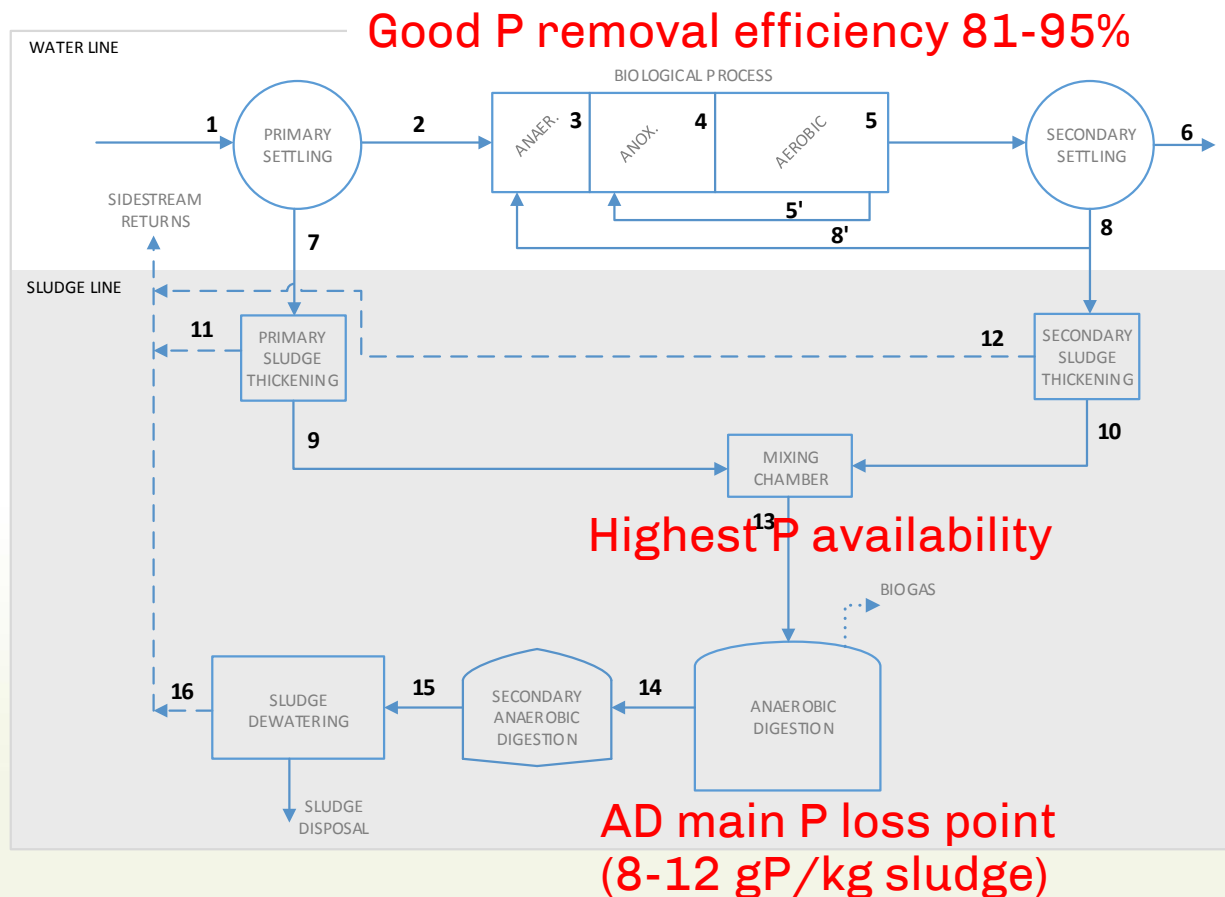 Good P removal efficiency 81-95%
WATER LINE
BIOLOGICAL PROCESS
1
PRIMARY
SETTLING
2
ANAER.
3
ANOX.
4
AEROBIC
5
SECONDARY
SETTLING
6
5'
8'
SIDESTREAM
RETURNS
7
8
SLUDGE LINE
11
PRIMARY
SLUDGE
THICKENING
12
SECONDARY
SLUDGE
THICKENING
9
10
MIXING
CHAMBER
13
Highest P availability
BIOGAS
16
SLUDGE
DEWATERING
15
SECONDARY
ANAEROBIC
DIGESTION
14
ANAEROBIC
DIGESTION
SLUDGE
DISPOSAL
AD main P loss point
(8-12 gP/kg sludge)